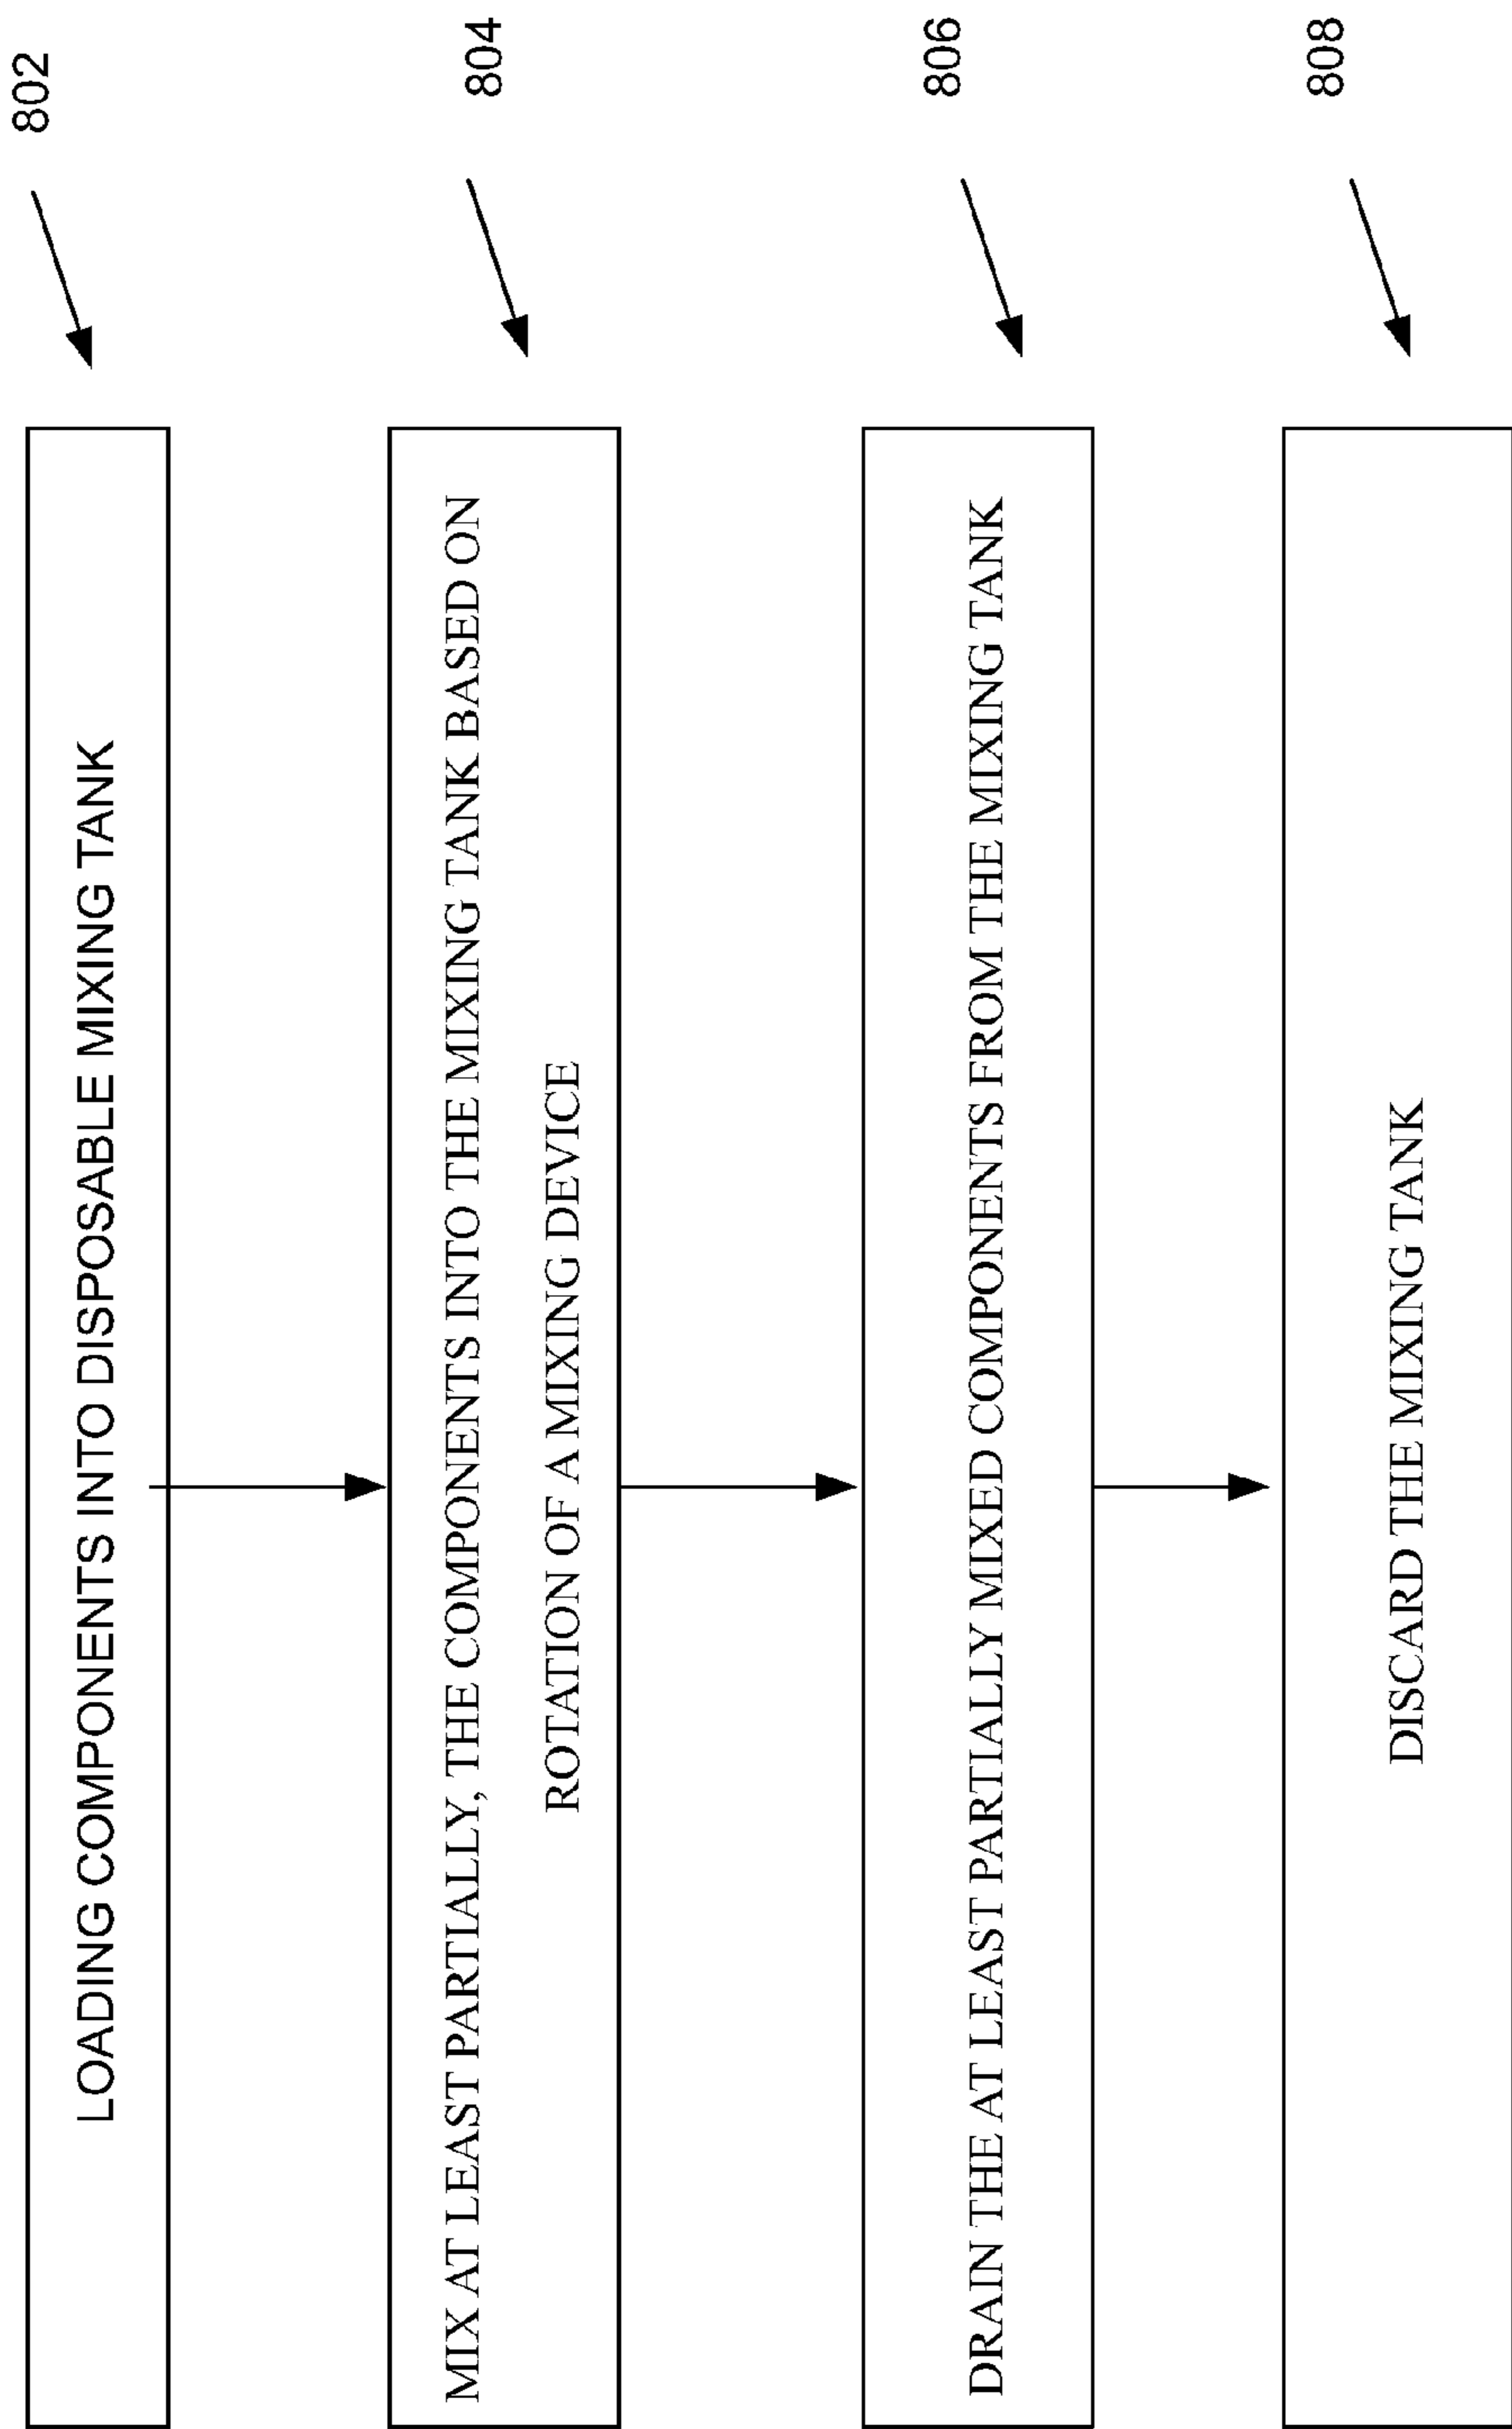 LOADING COMPONENTS INTO DISPOSABLE MIXING TANK
802
MIX AT LEAST PARTIALLY, THE COMPONENTS INTO THE MIXING TANK BASED ON
ROTATION OF A MIXING DEVICE
804
DRAIN THE AT LEAST PARTIALLY MIXED COMPONENTS FROM THE MIXING TANK
806
DISCARD THE MIXING TANK
808